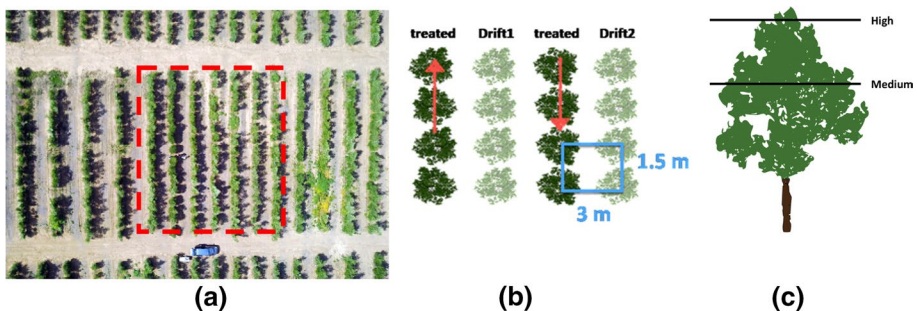 treated Drift1 treated Drift2
1.5 m
3 m
High
Medium
(a) (b) (c)